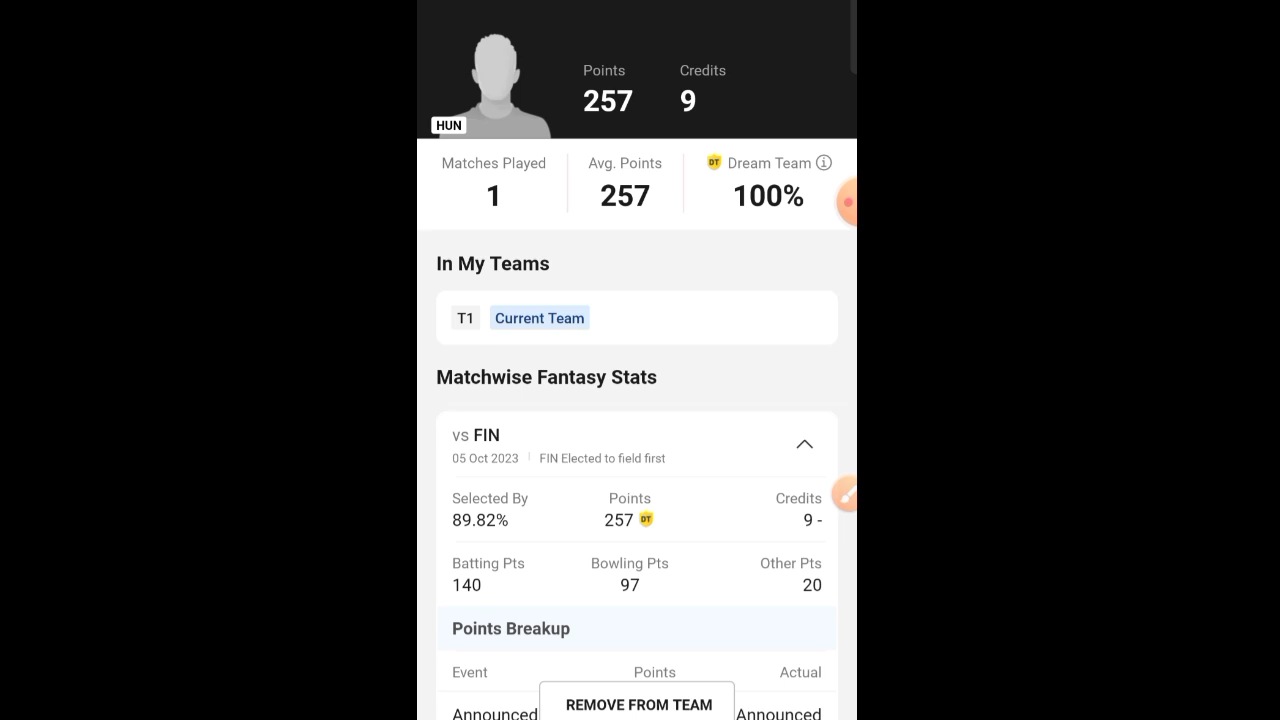 Points Credits
257 9
HUN
Matches Played Avg. Points DT Dream Team
1 257 100%
In My Teams
T1 Current Team
Matchwise Fantasy Stats
vs FIN
05 Oct 2023 FIN Elected to field first
Selected By Points Credits
89.82% 257 DT 9 -
Batting Pts Bowling Pts Other Pts
140 97 20
Points Breakup
Event Points Actual
Announced REMOVE FROM TEAM Announced